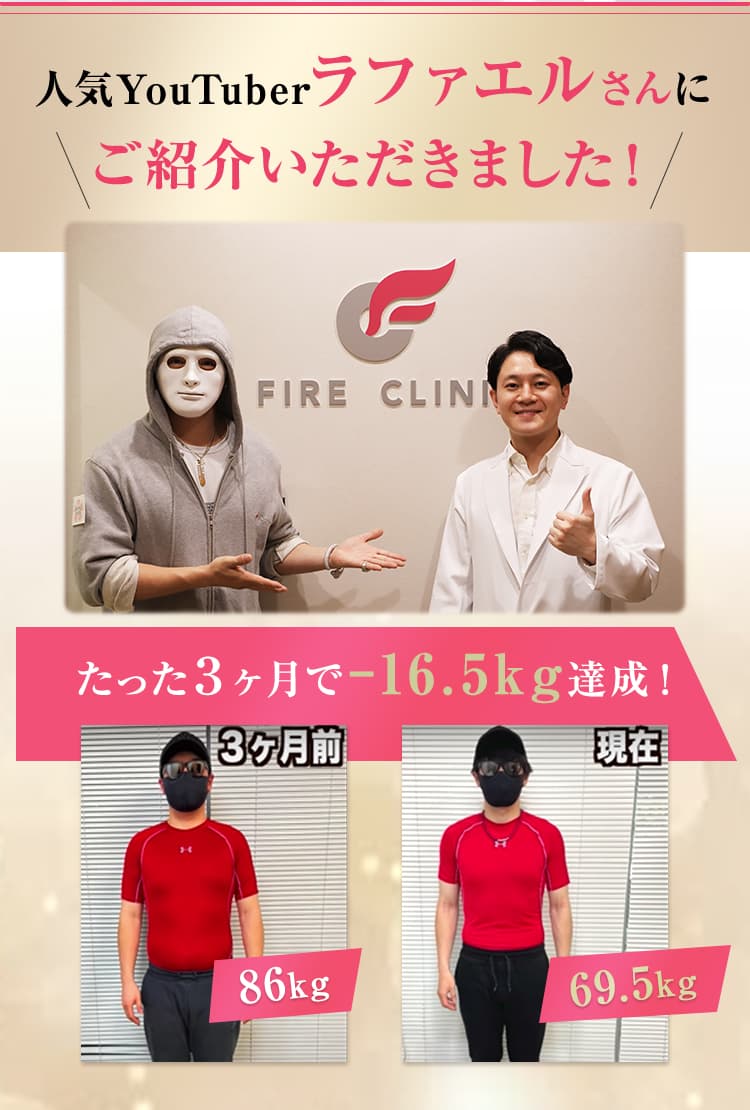 人気YouTuberラファエルさんに
ご紹介いただきました！
FIRE CLIN
たった3ヶ月で-16.5kg達成！
3ヶ月前
現在
86kg
69.5kg